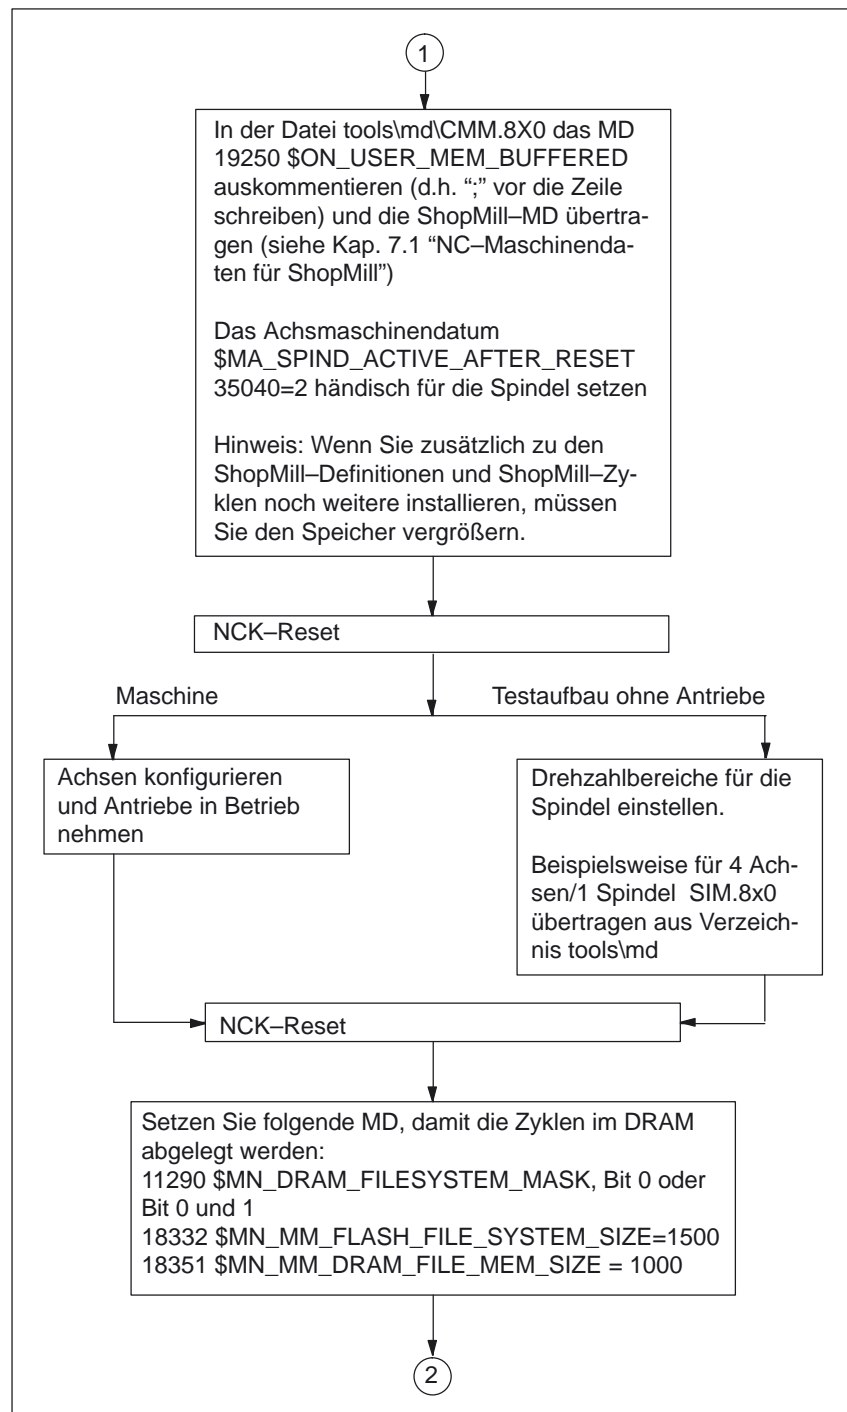 1
In der Datei tools\md\CMM.8X0 das MD
19250 $ON_USER_MEM_BUFFERED
auskommentieren (d.h. “;” vor die Zeile
schreiben) und die ShopMill–MD übertra-
gen (siehe Kap. 7.1 “NC–Maschinenda-
ten für ShopMill”)
Das Achsmaschinendatum
$MA_SPIND_ACTIVE_AFTER_RESET
35040=2 händisch für die Spindel setzen
Hinweis: Wenn Sie zusätzlich zu den
ShopMill–Definitionen und ShopMill–Zy-
klen noch weitere installieren, müssen
Sie den Speicher vergrößern.
NCK–Reset
Maschine
Testaufbau ohne Antriebe
Achsen konfigurieren
und Antriebe in Betrieb
nehmen
Drehzahlbereiche für die
Spindel einstellen.
Beispielsweise für 4 Ach-
sen/1 Spindel SIM.8x0
übertragen aus Verzeich-
nis tools\md
NCK–Reset
Setzen Sie folgende MD, damit die Zyklen im DRAM
abgelegt werden:
11290 $MN_DRAM_FILESYSTEM_MASK, Bit 0 oder
Bit 0 und 1
18332 $MN_MM_FLASH_FILE_SYSTEM_SIZE=1500
18351 $MN_MM_DRAM_FILE_MEM_SIZE = 1000
2